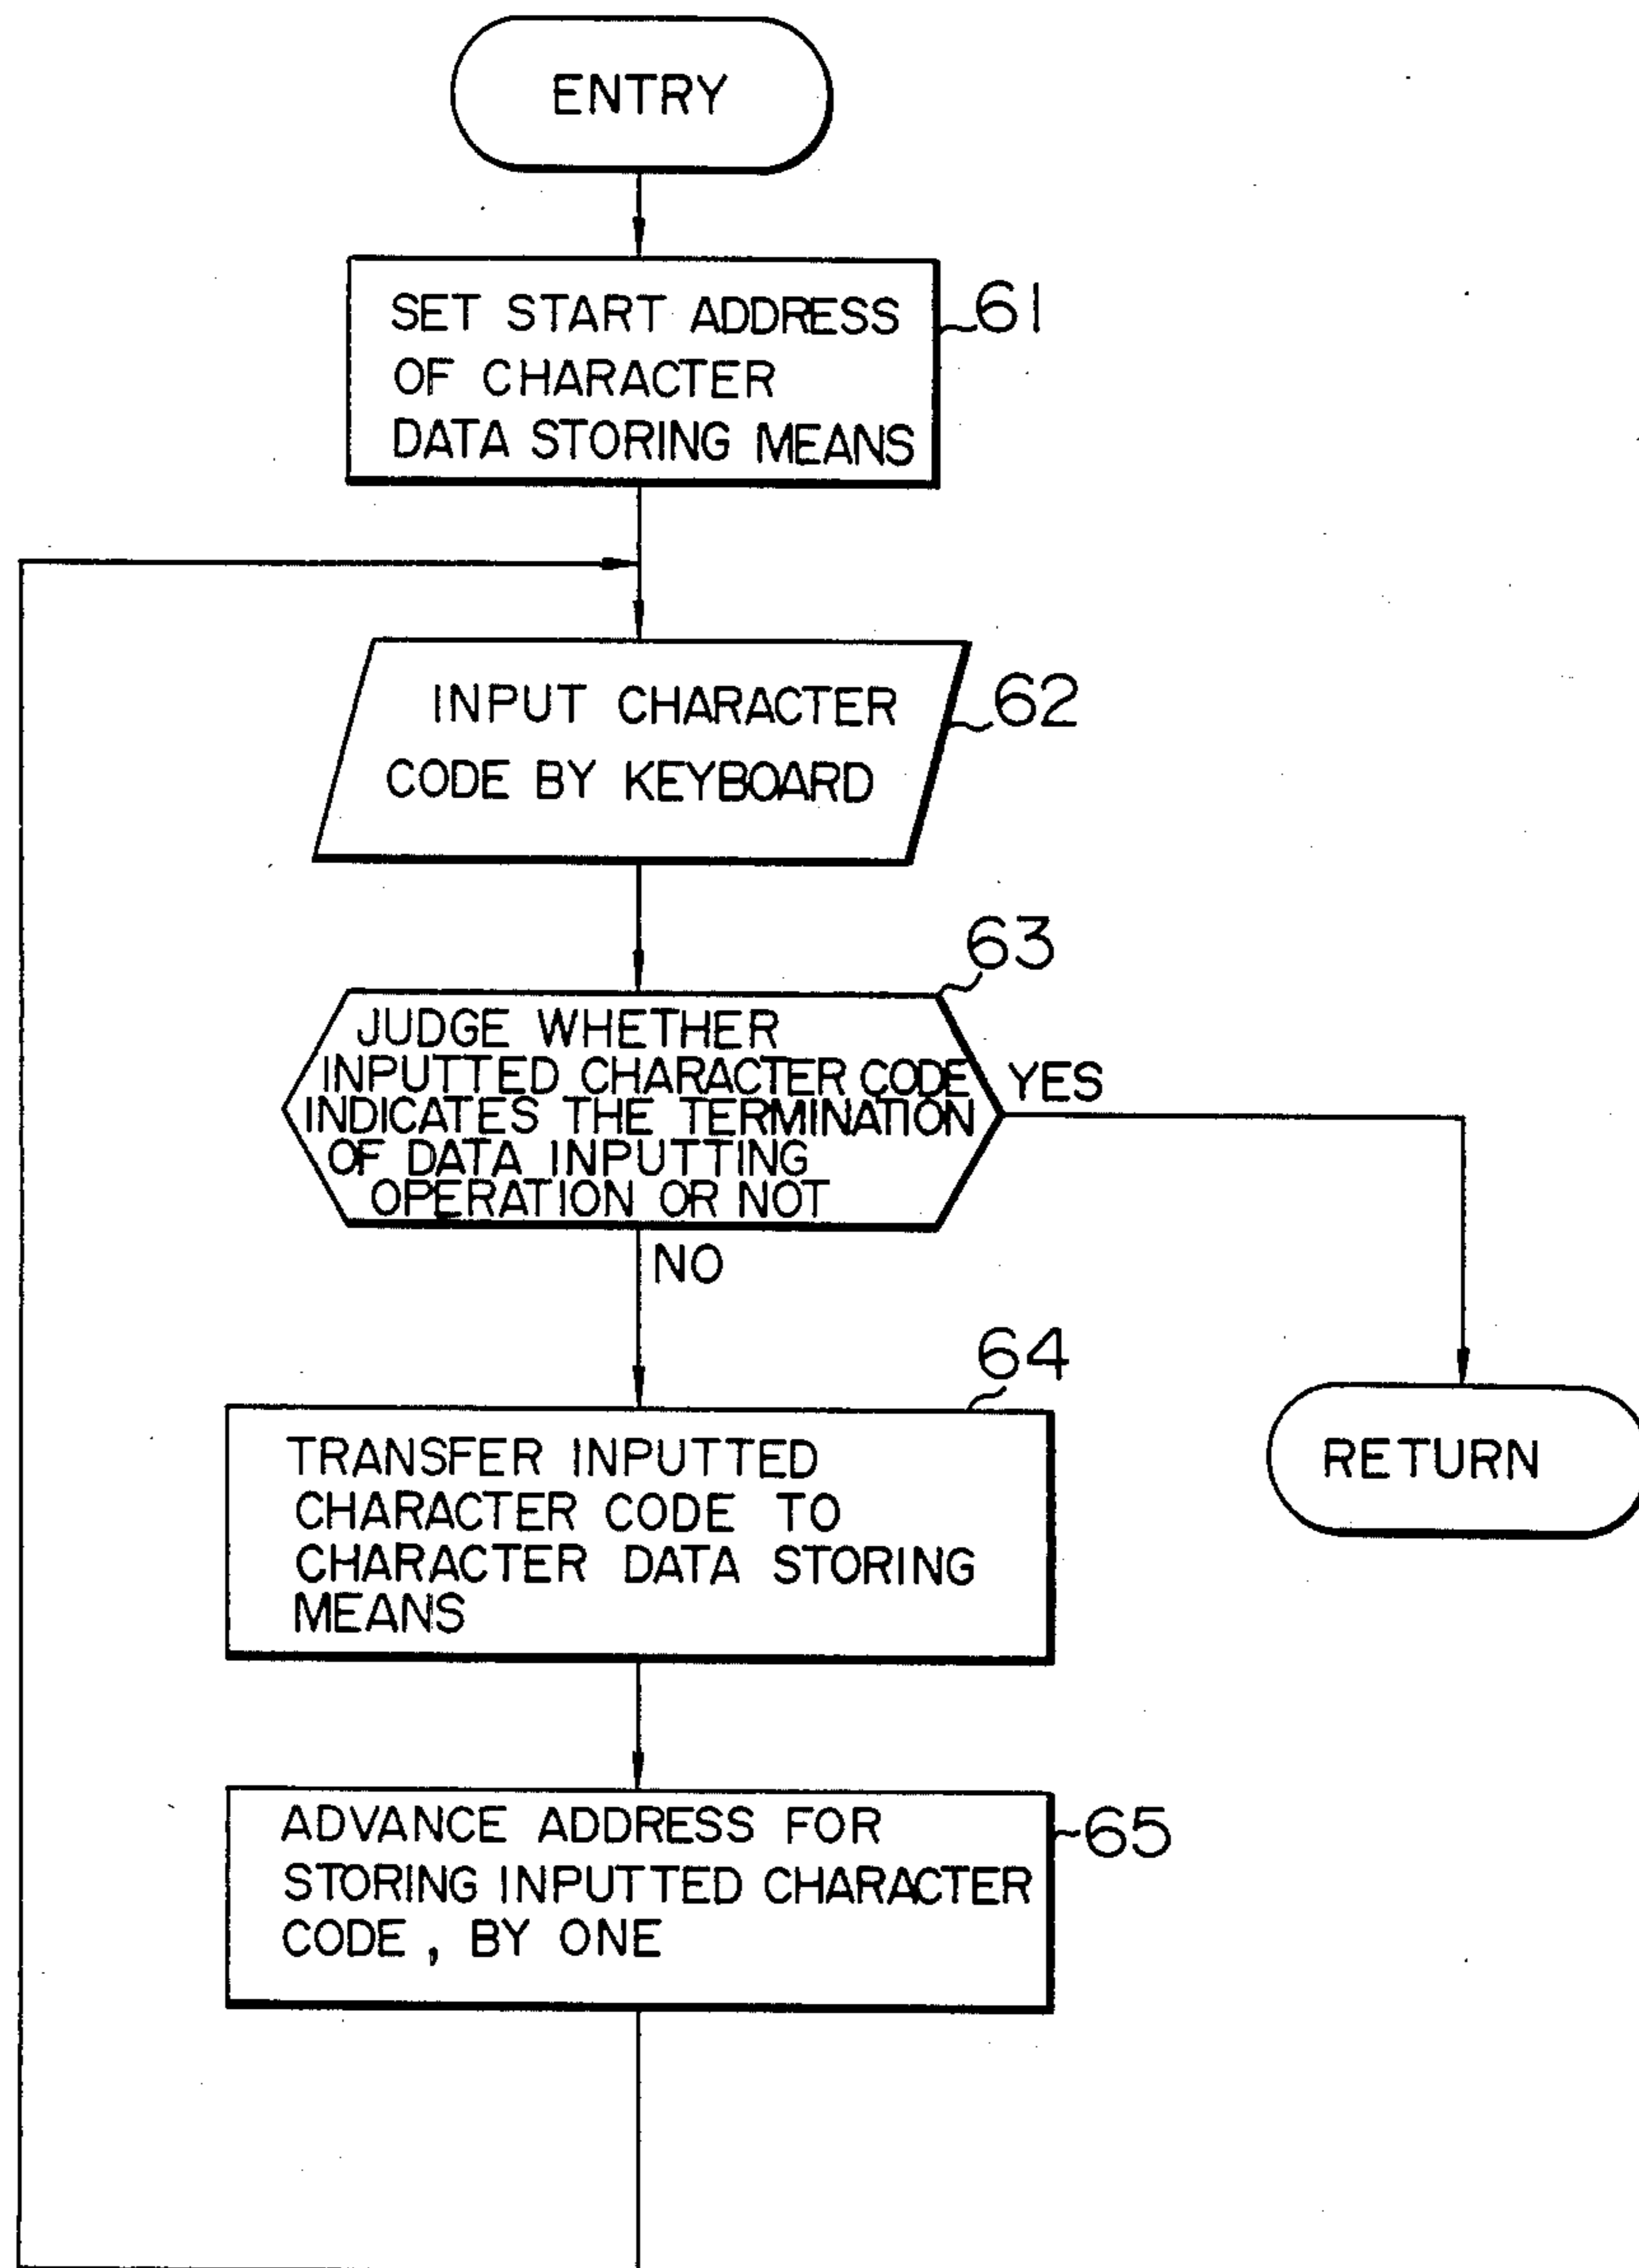 ENTRY
SET START ADDRESS
OF CHARACTER
DATA STORING MEANS
61
INPUT CHARACTER
CODE BY KEYBOARD
62
63
JUDGE WHETHER
INPUTTED CHARACTER CODE
INDICATES THE TERMINATION
OF DATA INPUTTING
OPERATION OR NOT
YES
NO
64
TRANSFER INPUTTED
CHARACTER CODE TO
CHARACTER DATA STORING
MEANS
RETURN
ADVANCE ADDRESS FOR
STORING INPUTTED CHARACTER
CODE, BY ONE
65